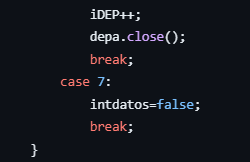 iDEP++;
depa.close();
break;
case 7:
intdatos=false;
break;
}